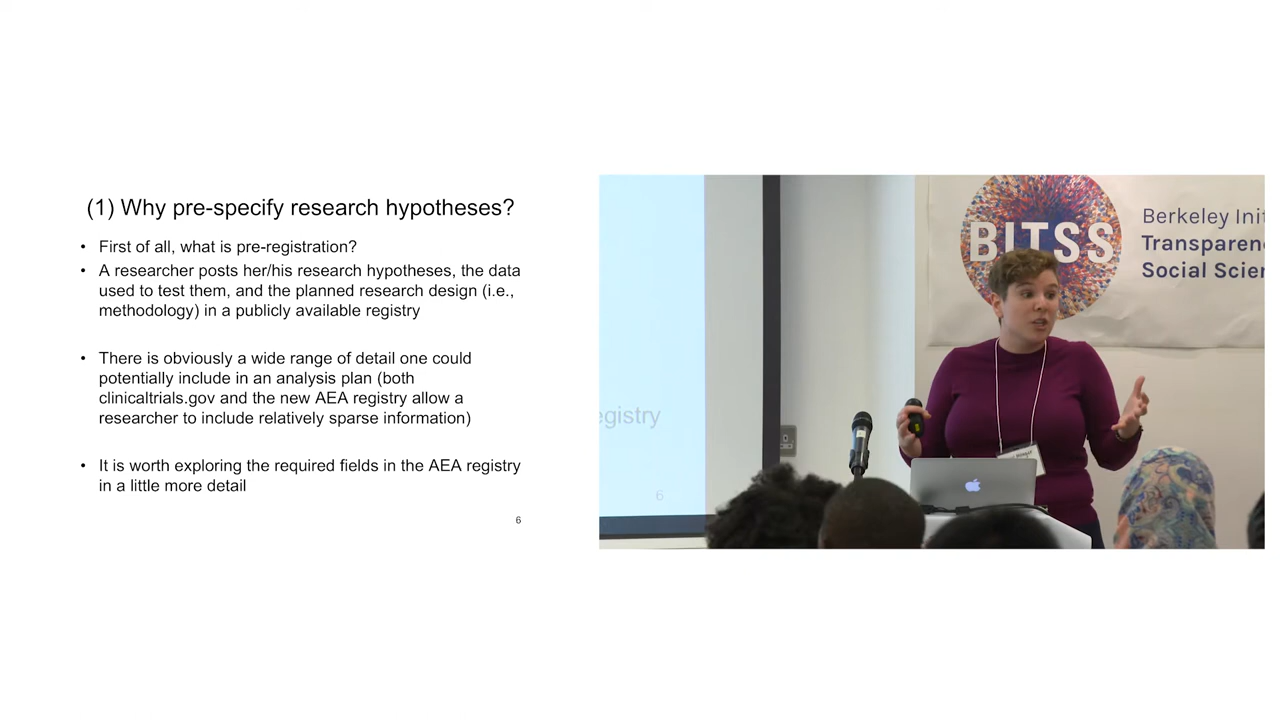 (1) Why pre-specify research hypotheses?
• First of all, what is pre-registration?
• A researcher posts her/his research hypotheses, the data
used to test them, and the planned research design (i.e.,
methodology) in a publicly available registry
• There is obviously a wide range of detail one could
potentially include in an analysis plan (both
clinicaltrials.gov and the new AEA registry allow a
researcher to include relatively sparse information)
• It is worth exploring the required fields in the AEA registry
in a little more detail
6
egistry
6
BITSS
Berkeley Init
Transparen
Social Scien